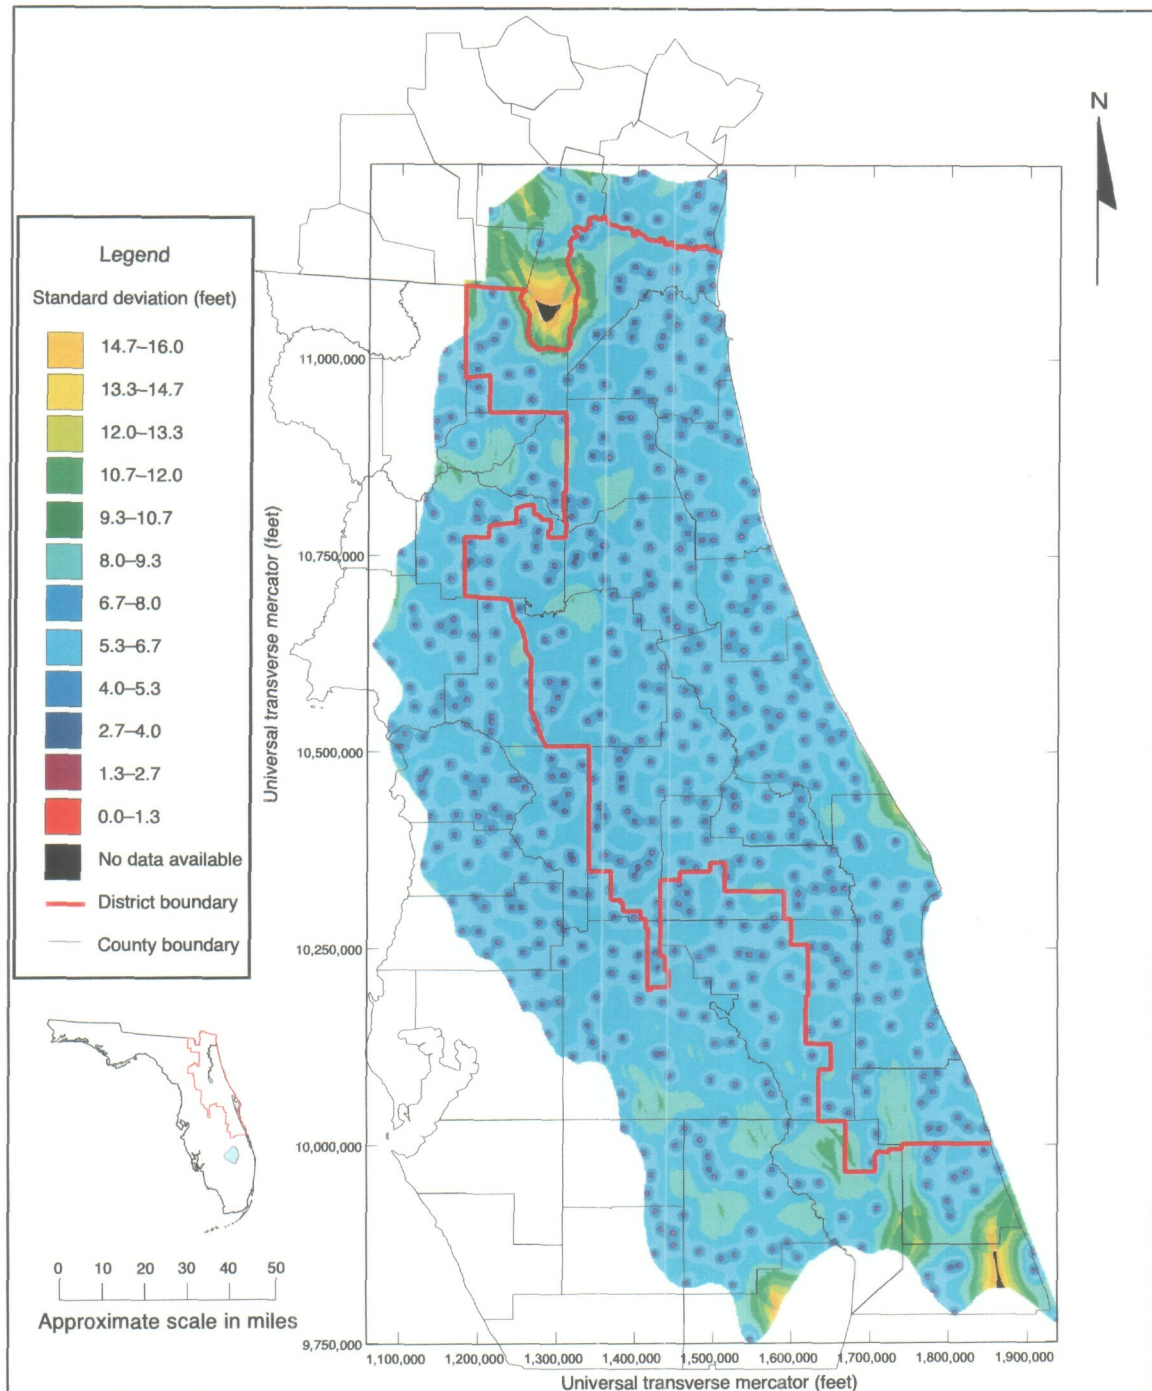 N
Legend
Standard deviation (feet)
14.7–16.0
13.3–14.7
12.0–13.3
10.7–12.0
9.3–10.7
8.0–9.3
6.7–8.0
5.3–6.7
4.0–5.3
2.7–4.0
1.3–2.7
0.0–1.3
No data available
District boundary
County boundary
0 10 20 30 40 50
Approximate scale in miles
Universal transverse mercator (feet)
11,000,000
10,750,000
10,500,000
10,250,000
10,000,000
9,750,000
1,100,000 1,200,000 1,300,000 1,400,000 1,500,000 1,600,000 1,700,000 1,800,000 1,900,000
Universal transverse mercator (feet)